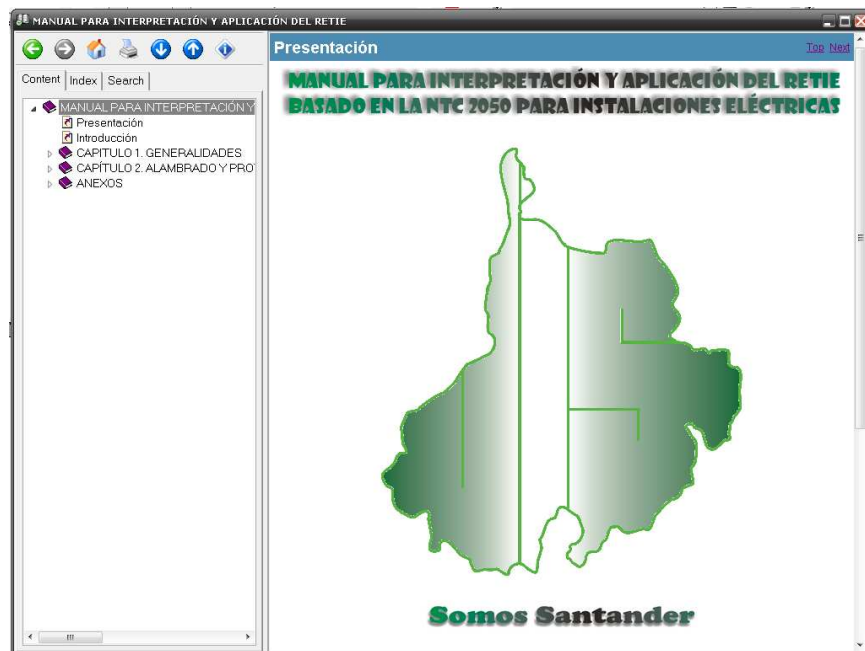 MANUAL PARA INTERPRETACIÓN Y APLICACIÓN DEL RETIE
Content Index Search
MANUAL PARA INTERPRETACIÓN Y
Presentación
Introducción
CAPITULO 1. GENERALIDADES
CAPÍTULO 2. ALAMBRADO Y PRO
ANEXOS
Presentación
Top Next
MANUAL PARA INTERPRETACIÓN Y APLICACIÓN DEL RETIE
BASADO EN LA NTC 2050 PARA INSTALACIONES ELÉCTRICAS
Somos Santander